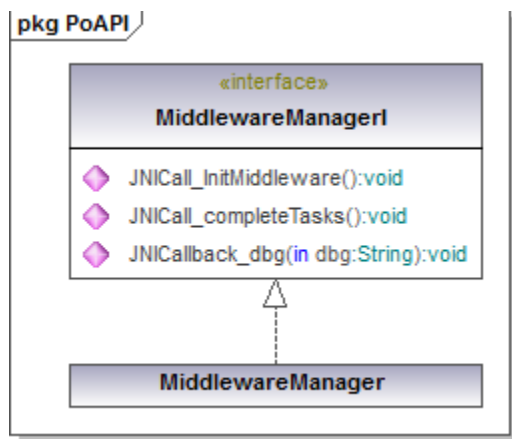 pkg PoAPI
«interface»
MiddlewareManagerI
JNICall_InitMiddleware():void
JNICall_completeTasks():void
JNICallback_dbg(in dbg:String):void
MiddlewareManager